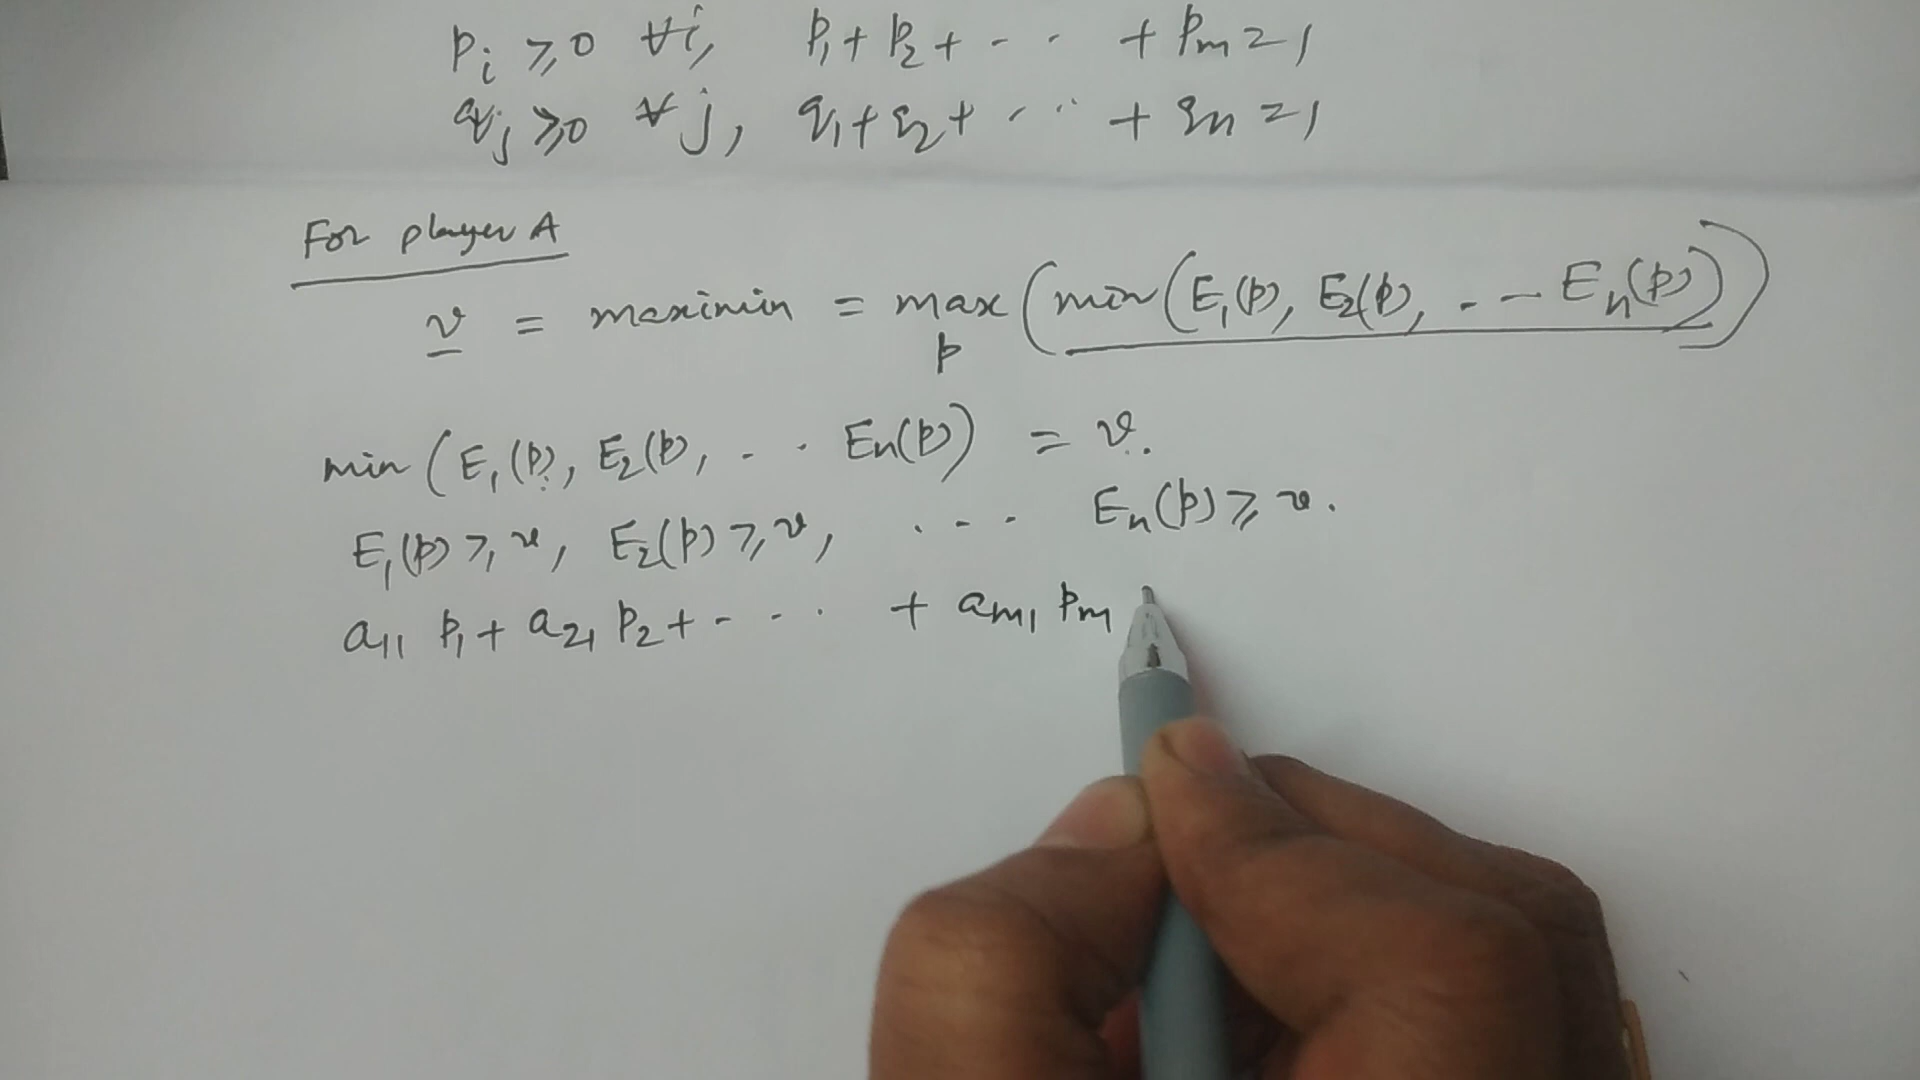 pᵢ ⩾ 0 ∀i, p₁ + p₂ + - - + pₘ = 1
qⱼ ⩾ 0 ∀j, q₁ + q₂ + . . . + qₙ = 1
For player A
v = maximin = max (min (E₁(p), E₂(p), . - - Eₙ(p)))
p
min (E₁(p), E₂(p), - . . Eₙ(p)) = v.
E₁(p) ⩾ v, E₂(p) ⩾ v, . - - - Eₙ(p) ⩾ v.
a₁₁ p₁ + a₂₁ p₂ + - - - . + aₘ₁ pₘ